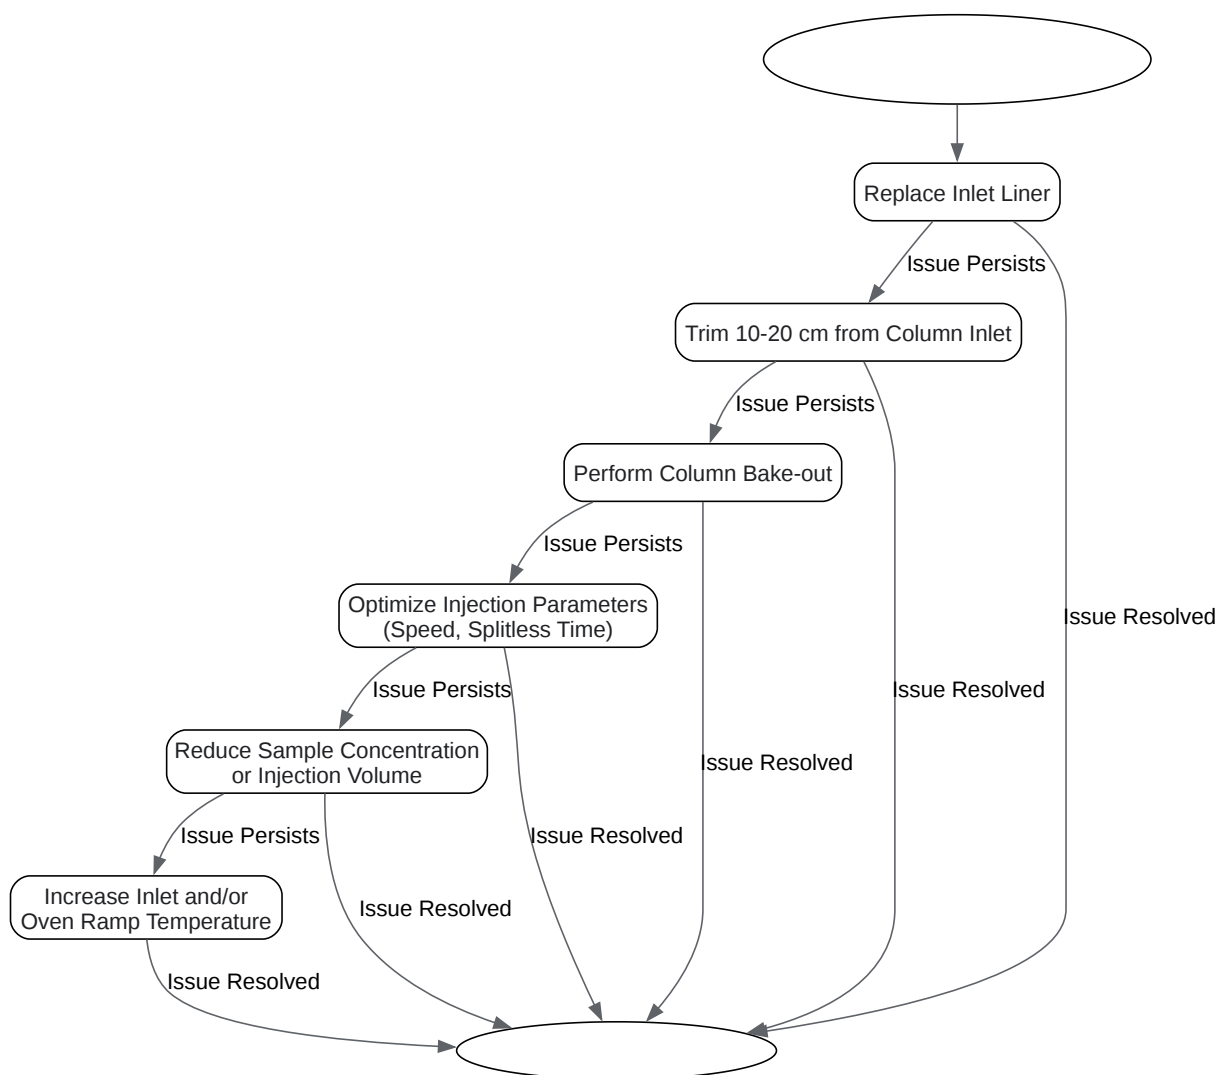 Replace Inlet Liner
Issue Persists
Trim 10-20 cm from Column Inlet
Issue Persists
Perform Column Bake-out
Issue Persists
Optimize Injection Parameters
(Speed, Splitless Time)
Issue Resolved
Issue Persists
Issue Resolved
Reduce Sample Concentration
or Injection Volume
Issue Resolved
Issue Persists
Issue Resolved
Increase Inlet and/or
Oven Ramp Temperature
Issue Resolved
Issue Resolved